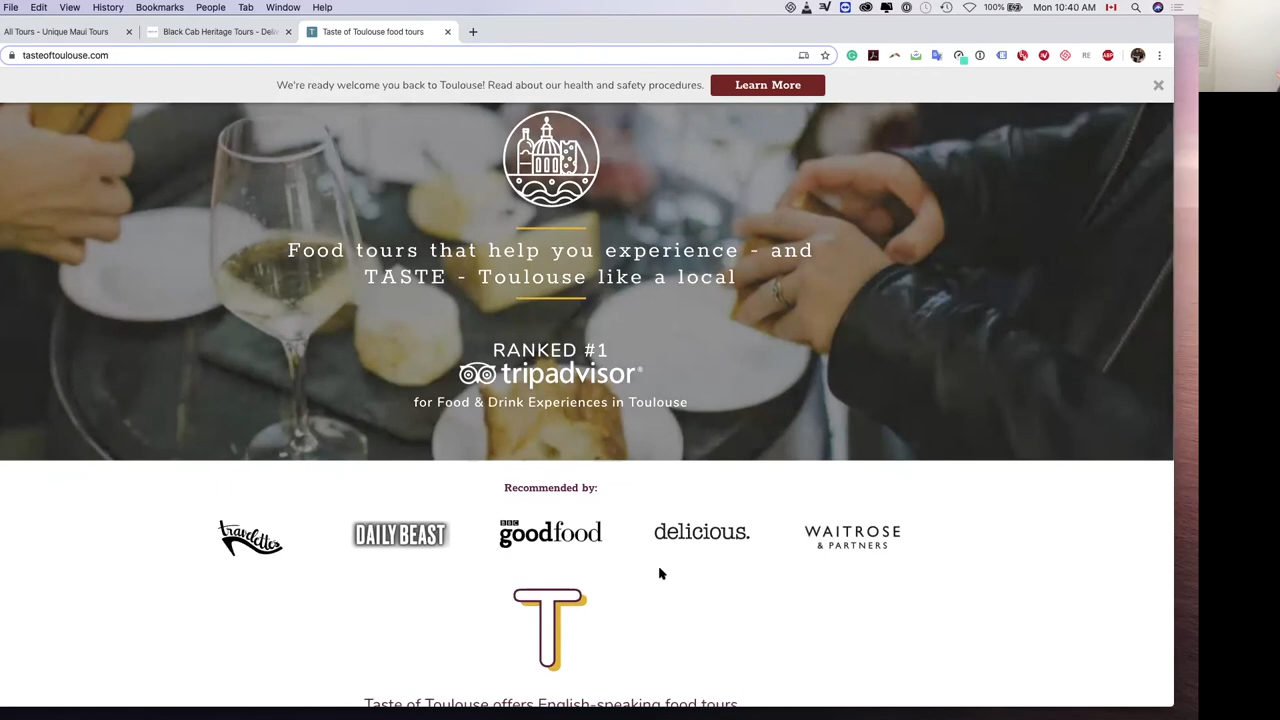 File Edit View History Bookmarks People Tab Window Help
100% Mon 10:40 AM
All Tours - Unique Maui Tours
Black Cab Heritage Tours - Deli
Taste of Toulouse food tours
tasteoftoulouse.com
We're ready welcome you back to Toulouse! Read about our health and safety procedures.
Learn More
Food tours that help you experience - and
TASTE - Toulouse like a local
RANKED #1
tripadvisor®
for Food & Drink Experiences in Toulouse
Recommended by:
travelettes
DAILY BEAST
BBC
goodfood
delicious.
WAITROSE
& PARTNERS
T
Taste of Toulouse offers English-speaking food tours